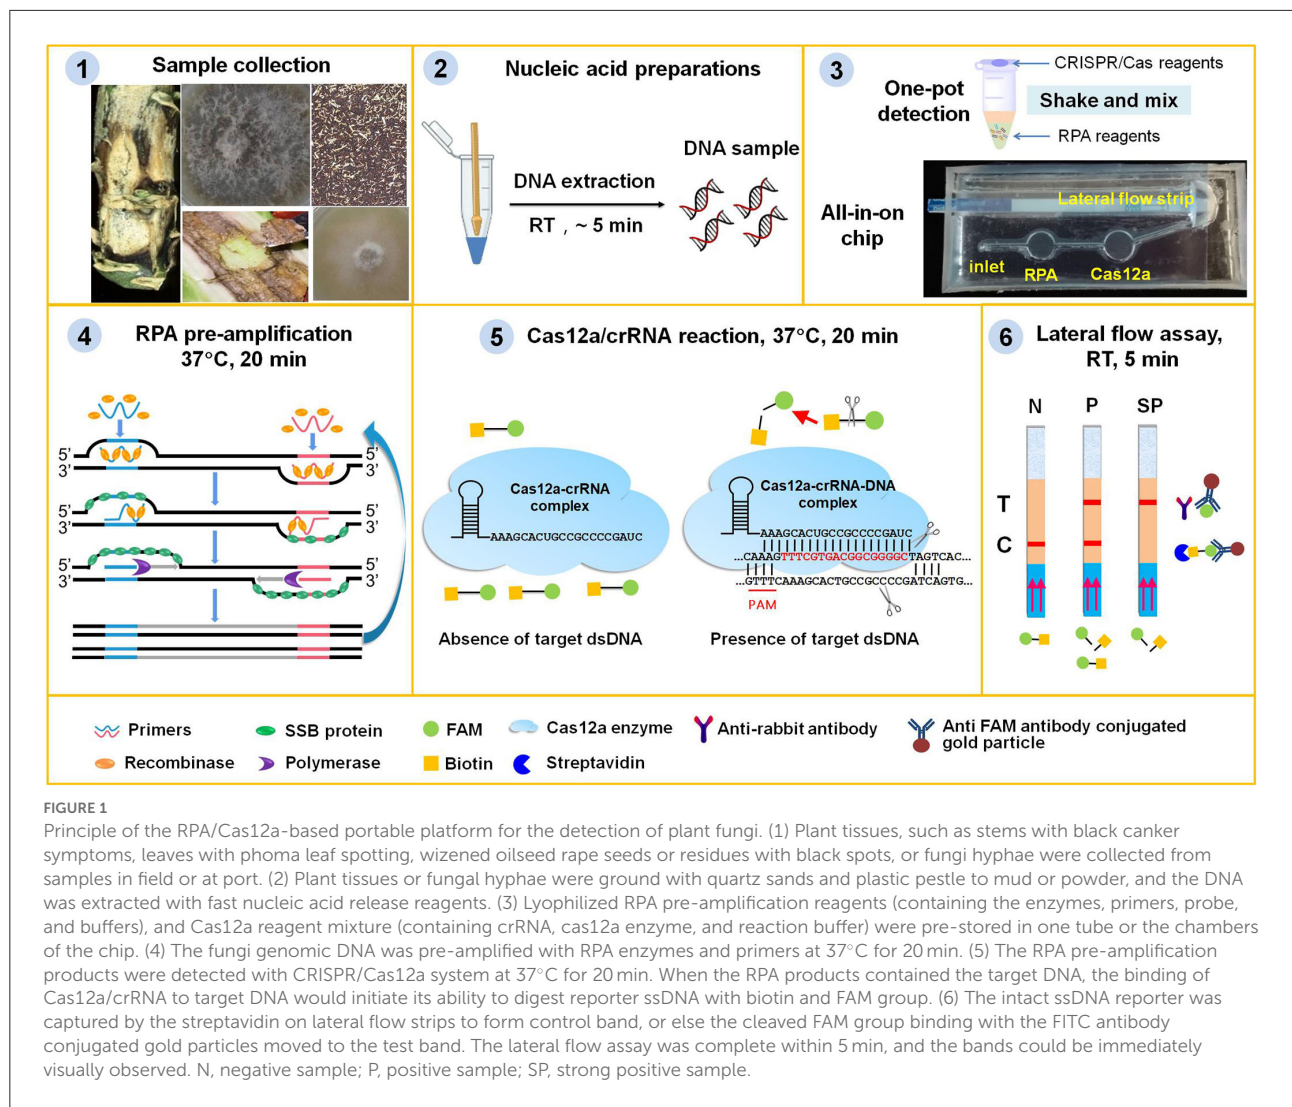 1
Sample collection
2
Nucleic acid preparations
DNA extraction
RT , ~ 5 min
DNA sample
3
One-pot
detection
CRISPR/Cas reagents
Shake and mix
RPA reagents
All-in-on
chip
Lateral flow strip
inlet
RPA
Cas12a
4
RPA pre-amplification
37°C, 20 min
5'
3'
5'
3'
5'
3'
5'
3'
5'
3'
5'
3'
5
Cas12a/crRNA reaction, 37°C, 20 min
Cas12a-crRNA
complex
AAAGCACUGCCGCCCCGAUC
Absence of target dsDNA
Cas12a-crRNA-DNA
complex
AAAGCACUGCCGCCCCGAUC
...CAAAGTTTCGTGACGGCGGGGCTAGTCAC...
...GTTTCAAAGCACTGCCGCCCCGATCAGTG...
PAM
Presence of target dsDNA
6
Lateral flow assay,
RT, 5 min
N P SP
T
C
Primers
SSB protein
FAM
Cas12a enzyme
Anti-rabbit antibody
Anti FAM antibody conjugated
gold particle
Recombinase
Polymerase
Biotin
Streptavidin
FIGURE 1
Principle of the RPA/Cas12a-based portable platform for the detection of plant fungi. (1) Plant tissues, such as stems with black canker
symptoms, leaves with phoma leaf spotting, wizened oilseed rape seeds or residues with black spots, or fungi hyphae were collected from
samples in field or at port. (2) Plant tissues or fungal hyphae were ground with quartz sands and plastic pestle to mud or powder, and the DNA
was extracted with fast nucleic acid release reagents. (3) Lyophilized RPA pre-amplification reagents (containing the enzymes, primers, probe,
and buffers), and Cas12a reagent mixture (containing crRNA, cas12a enzyme, and reaction buffer) were pre-stored in one tube or the chambers
of the chip. (4) The fungi genomic DNA was pre-amplified with RPA enzymes and primers at 37°C for 20 min. (5) The RPA pre-amplification
products were detected with CRISPR/Cas12a system at 37°C for 20 min. When the RPA products contained the target DNA, the binding of
Cas12a/crRNA to target DNA would initiate its ability to digest reporter ssDNA with biotin and FAM group. (6) The intact ssDNA reporter was
captured by the streptavidin on lateral flow strips to form control band, or else the cleaved FAM group binding with the FITC antibody
conjugated gold particles moved to the test band. The lateral flow assay was complete within 5 min, and the bands could be immediately
visually observed. N, negative sample; P, positive sample; SP, strong positive sample.